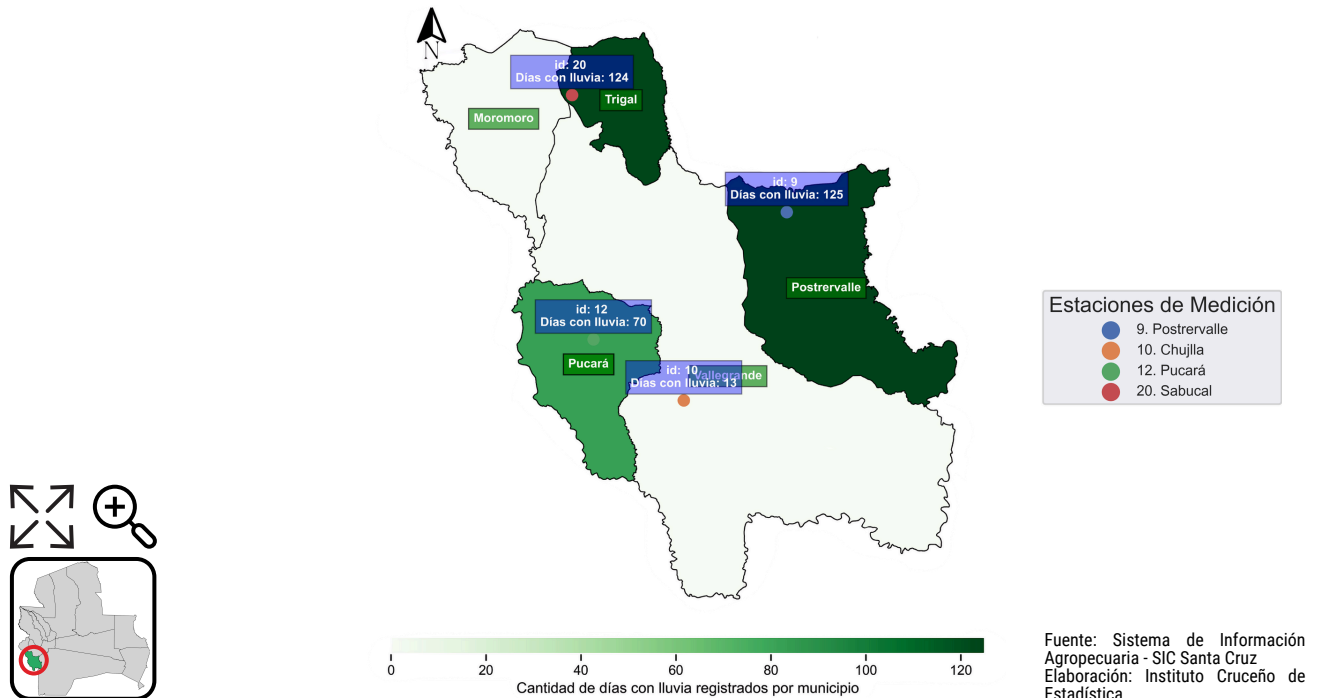 N
id: 20
Días con lluvia: 124
Trigal
Moromoro
id: 9
Días con lluvia: 125
Postrervalle
id: 12
Días con lluvia: 70
Pucará
id: 10
Vallegrande
Días con lluvia: 13
Estaciones de Medición
9. Postrervalle
10. Chujlla
12. Pucará
20. Sabucal
0 20 40 60 80 100 120
Cantidad de días con lluvia registrados por municipio
Fuente: Sistema de Información
Agropecuaria - SIC Santa Cruz
Elaboración: Instituto Cruceño de
Estadística